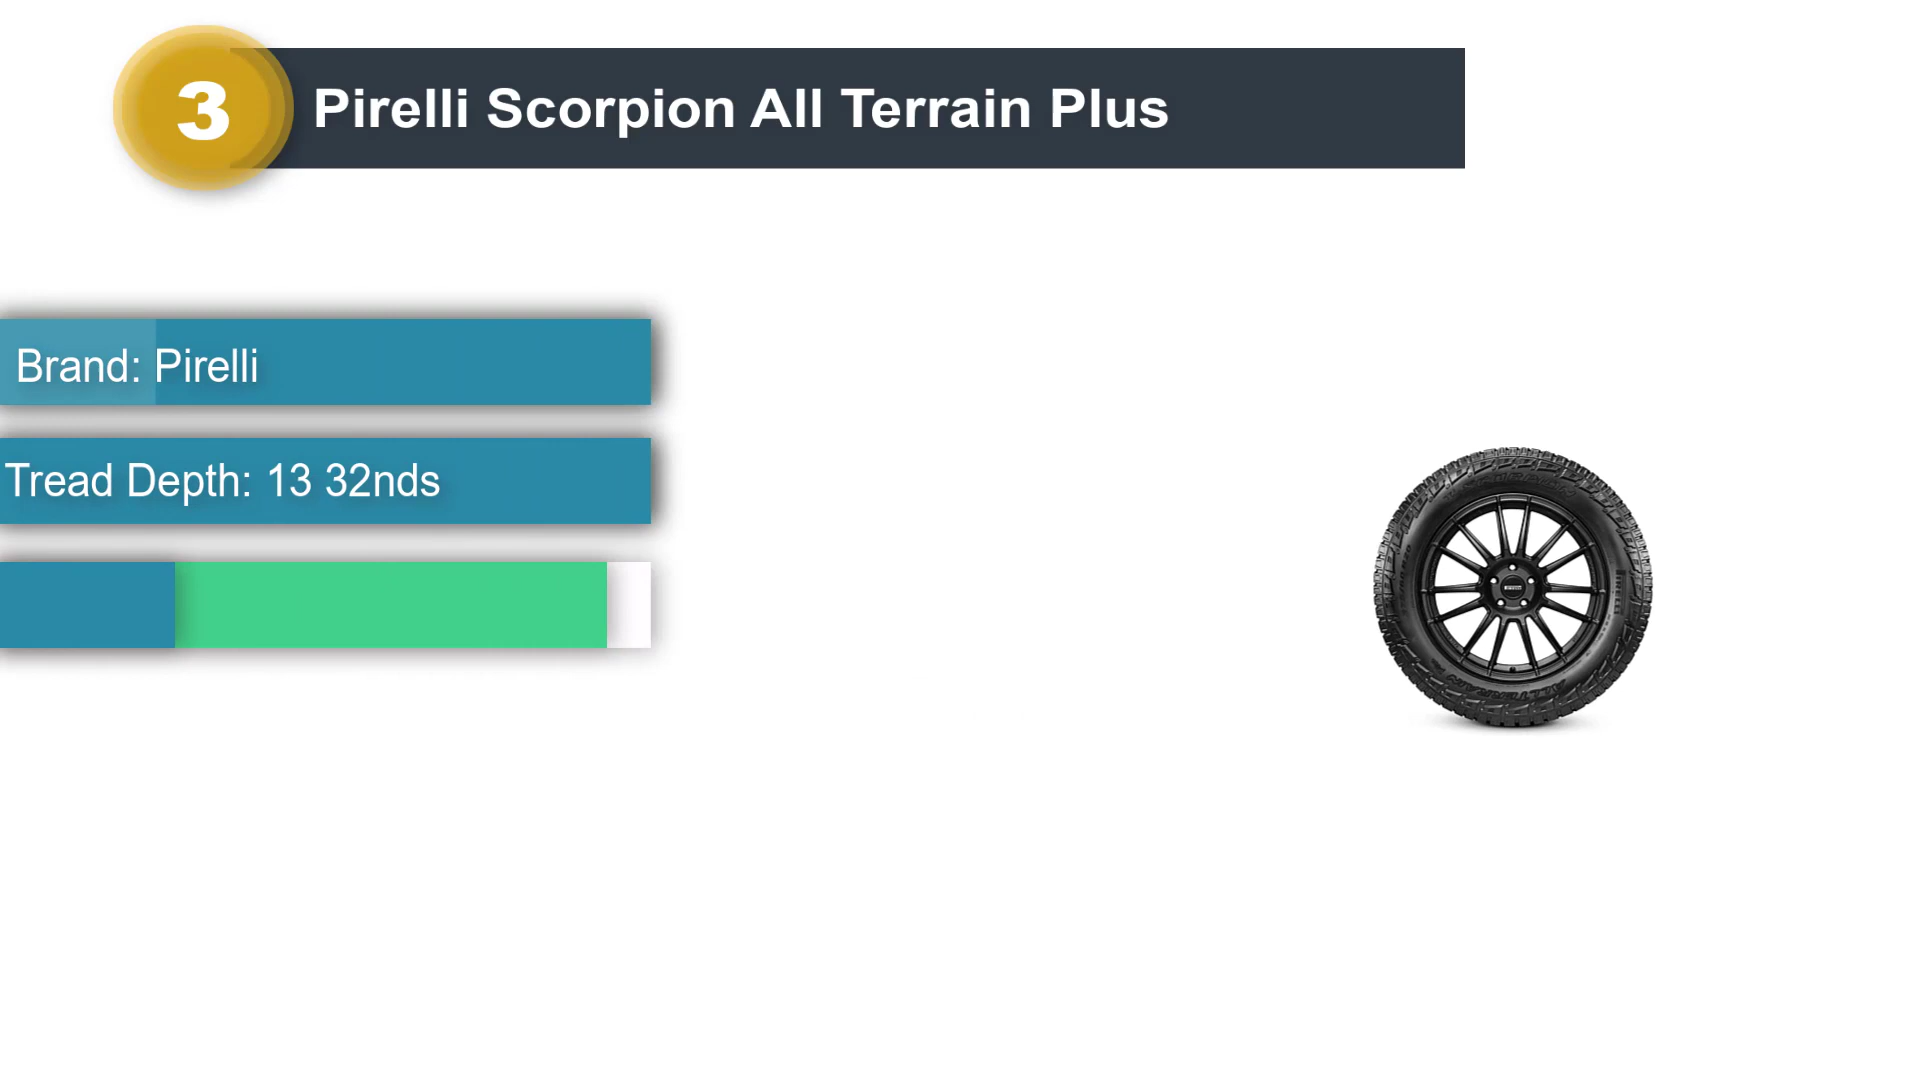 3
Pirelli Scorpion All Terrain Plus
Brand: Pirelli
Tread Depth: 13 32nds